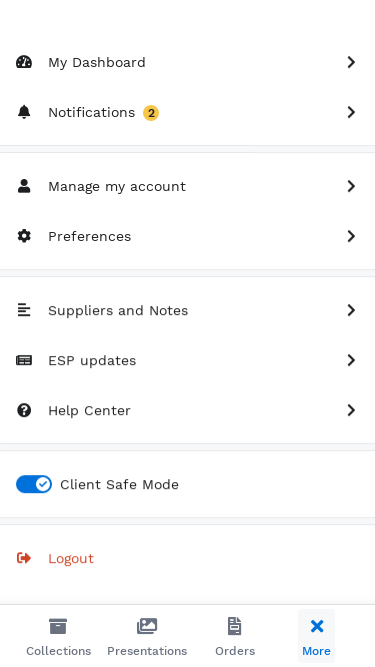 My Dashboard
Notifications 2
Manage my account
Preferences
Suppliers and Notes
ESP updates
Help Center
Client Safe Mode
Logout
Collections Presentations Orders More